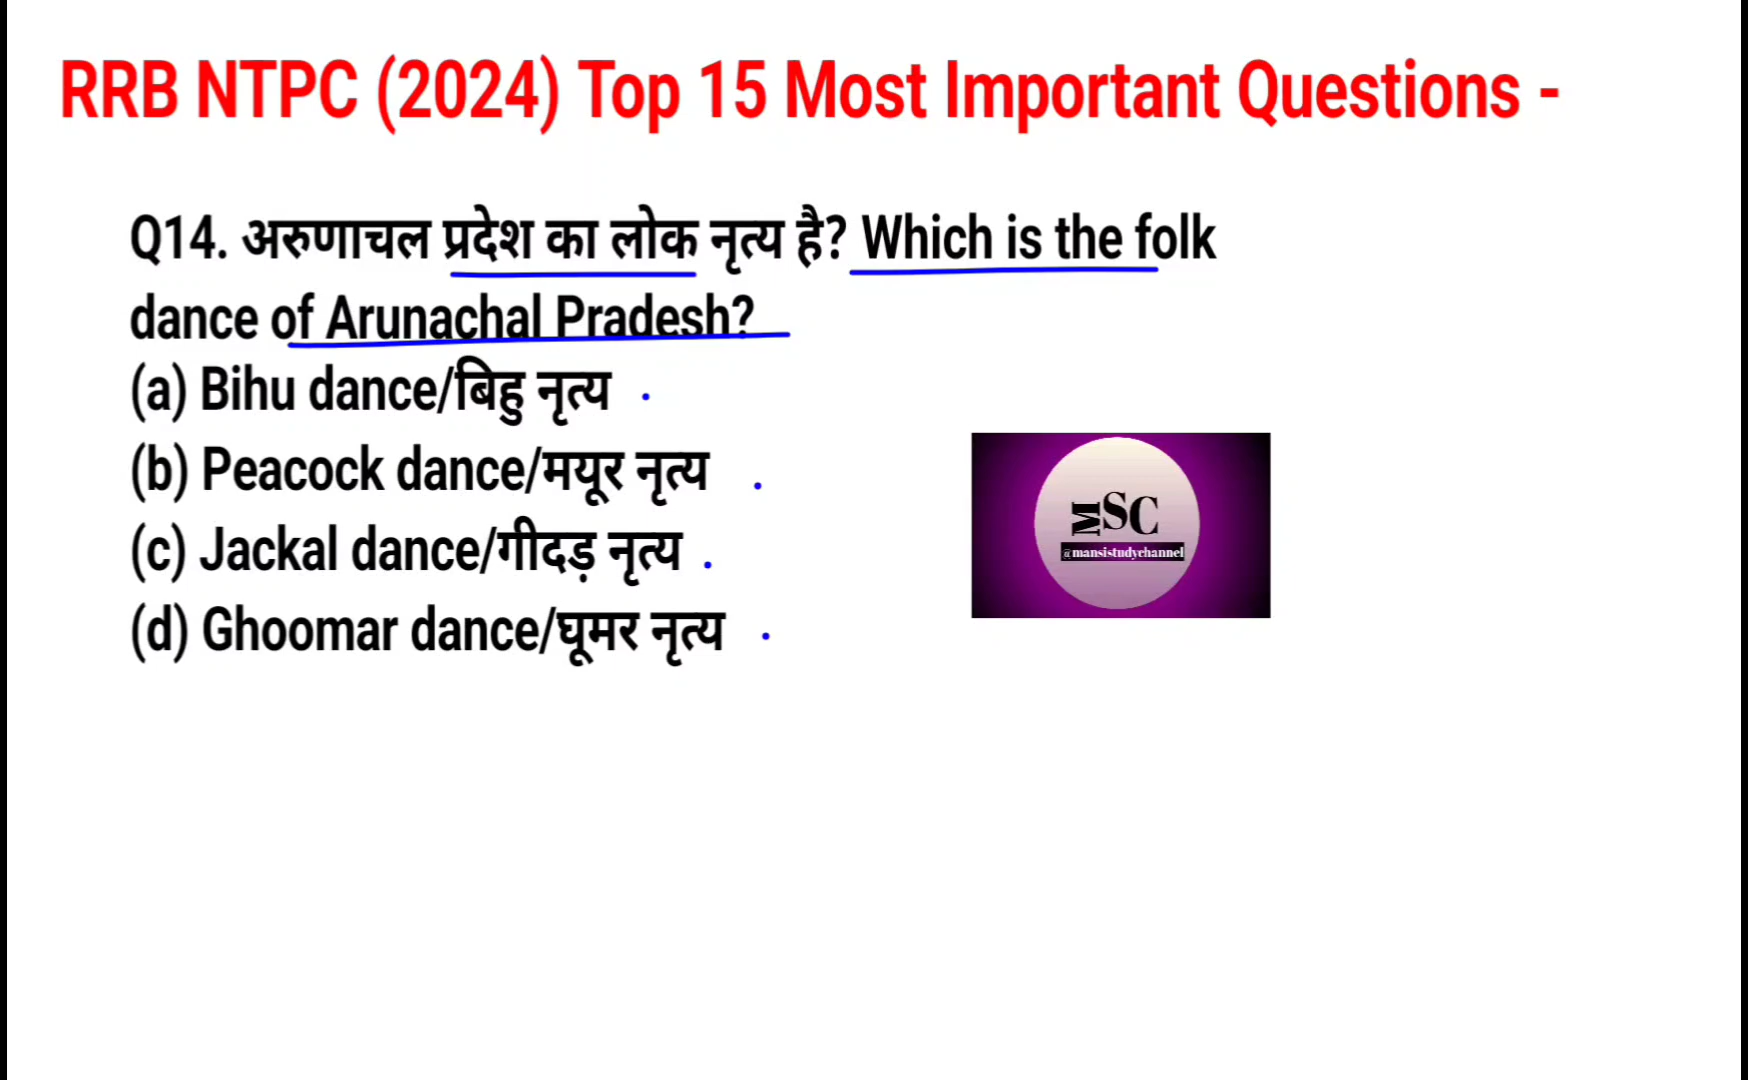 RRB NTPC (2024) Top 15 Most Important Questions -
Q14. अरुणाचल प्रदेश का लोक नृत्य है? Which is the folk
dance of Arunachal Pradesh?
(a) Bihu dance/बिहु नृत्य
(b) Peacock dance/मयूर नृत्य
(c) Jackal dance/गीदड़ नृत्य
(d) Ghoomar dance/घूमर नृत्य
MSC
@mansistudychannel